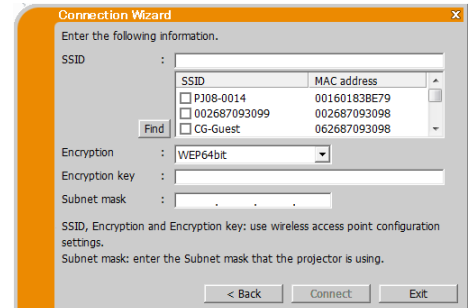 Connection Wizard x
Enter the following information.
SSID :
SSID MAC address
PJ08-0014 00160183BE79
002687093099 002687093098
Find CG-Guest 062687093098
Encryption : WEP64bit
Encryption key :
Subnet mask : . . .
SSID, Encryption and Encryption key: use wireless access point configuration
settings.
Subnet mask: enter the Subnet mask that the projector is using.
< Back Connect Exit